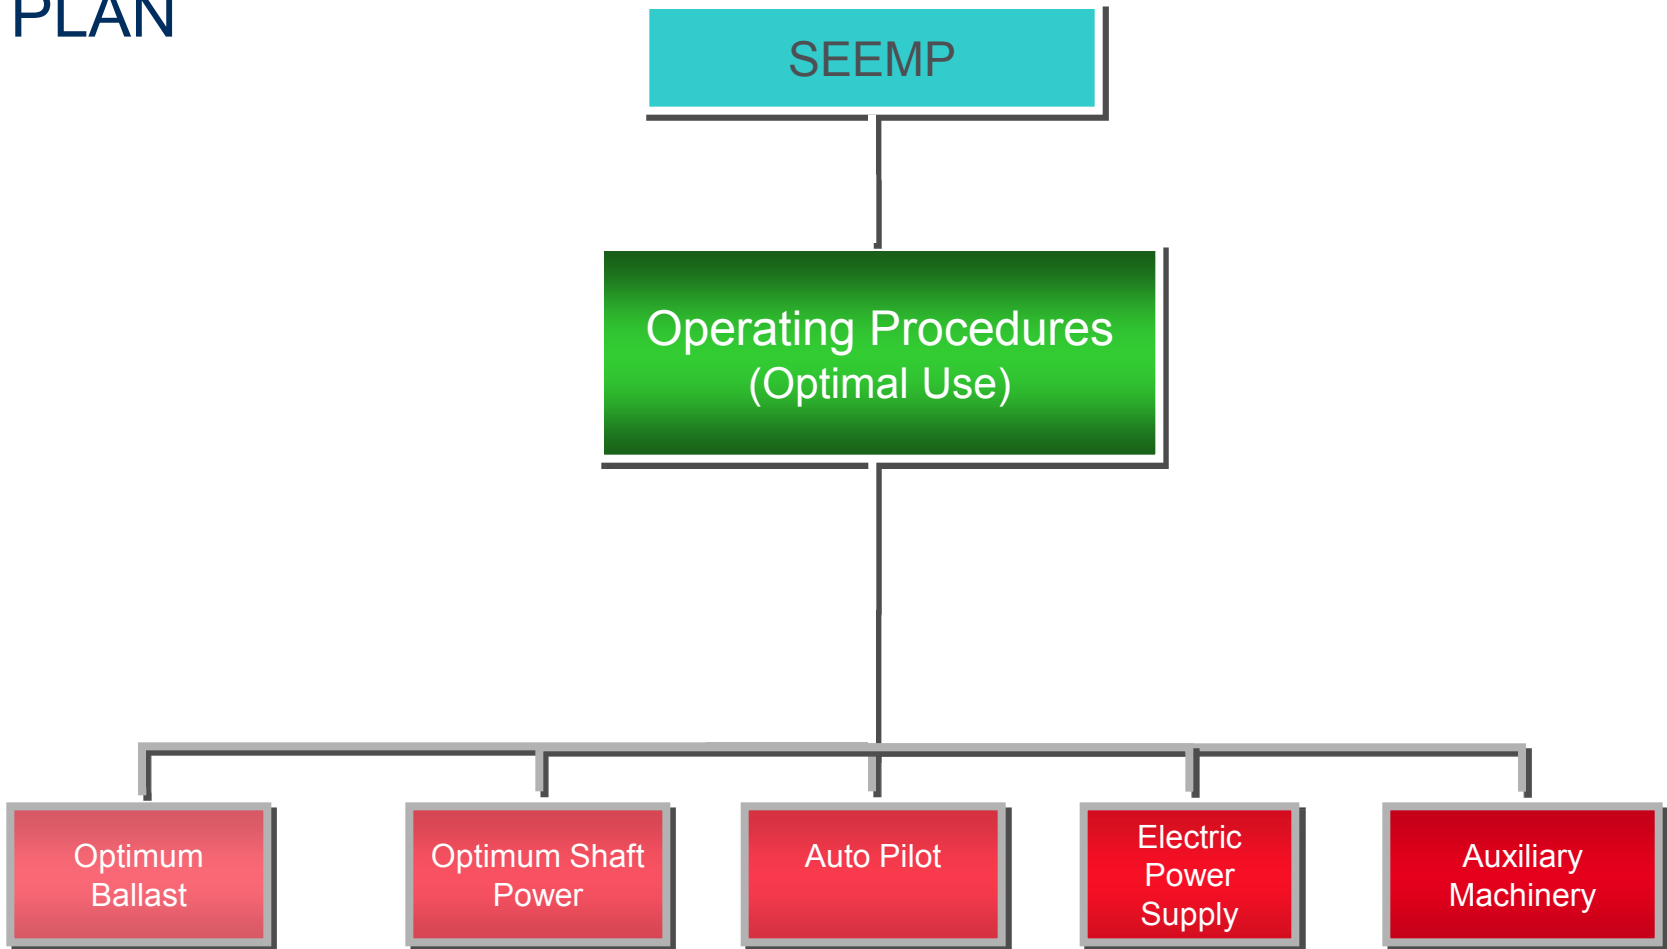 PLAN
SEEMP
Operating Procedures
(Optimal Use)
Optimum
Ballast
Optimum Shaft
Power
Auto Pilot
Electric
Power
Supply
Auxiliary
Machinery